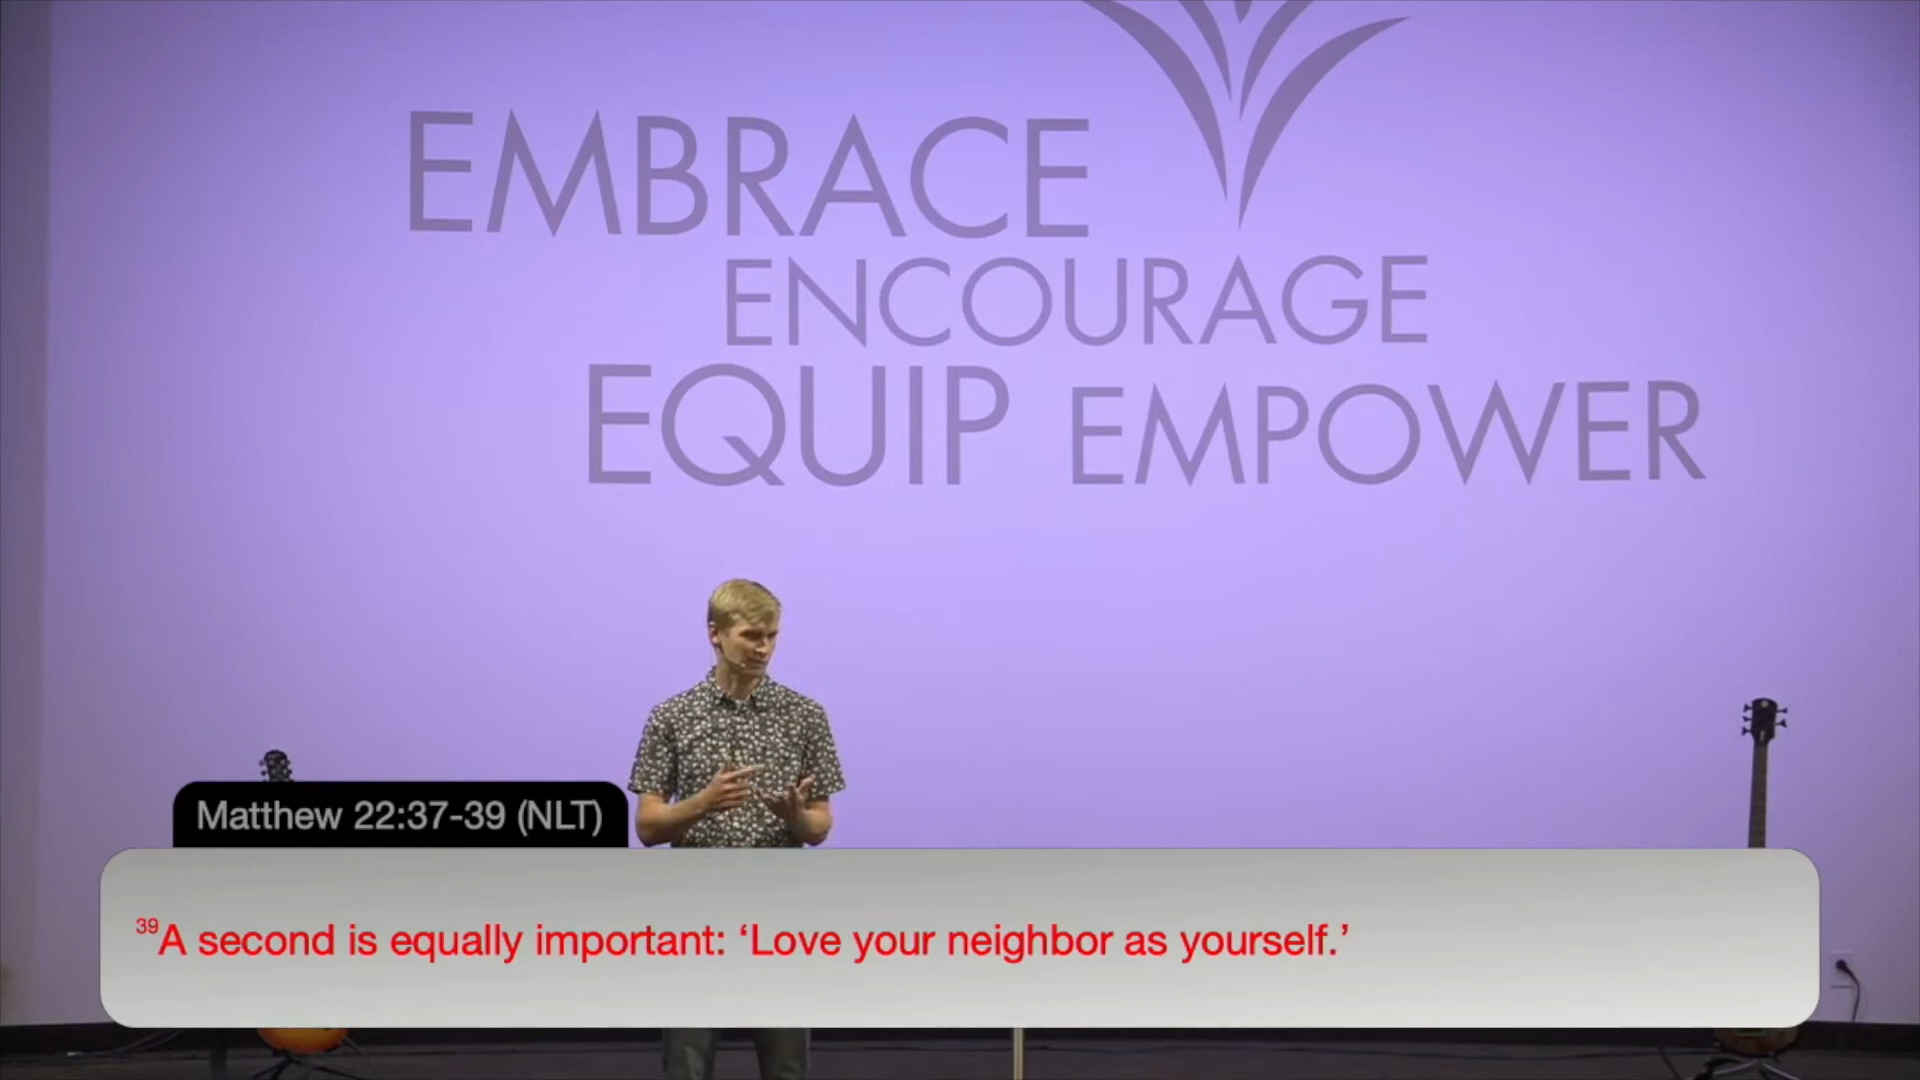 EMBRACE
ENCOURAGE
EQUIP EMPOWER
Matthew 22:37-39 (NLT)
39A second is equally important: ‘Love your neighbor as yourself.’